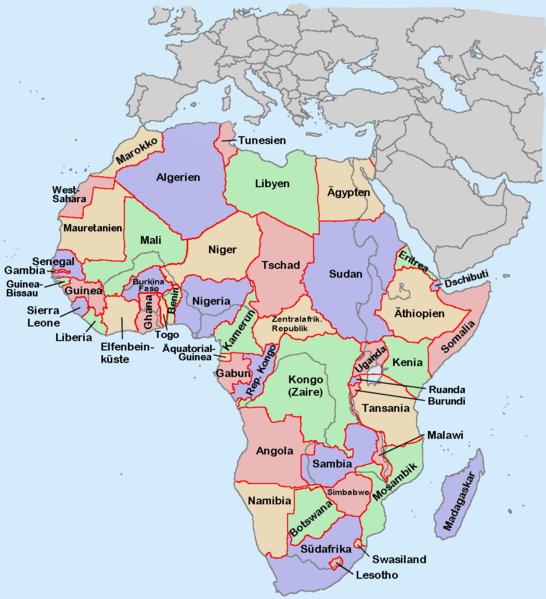 Marokko
Tunesien
Algerien
Libyen
Ägypten
West-
Sahara
Mauretanien
Mali
Niger
Tschad
Sudan
Eritrea
Dschibuti
Senegal
Gambia
Guinea-
Bissau
Guinea
Burkina
Faso
Sierra
Leone
Liberia
Elfenbein-
küste
Ghana
Togo
Benin
Nigeria
Kamerun
Zentralafrik.
Republik
Äthiopien
Somalia
Äquatorial-
Guinea
Gabun
Rep. Kongo
Kongo
(Zaire)
Uganda
Kenia
Ruanda
Burundi
Tansania
Malawi
Angola
Sambia
Mosambik
Simbabwe
Namibia
Botswana
Madagaskar
Südafrika
Swasiland
Lesotho